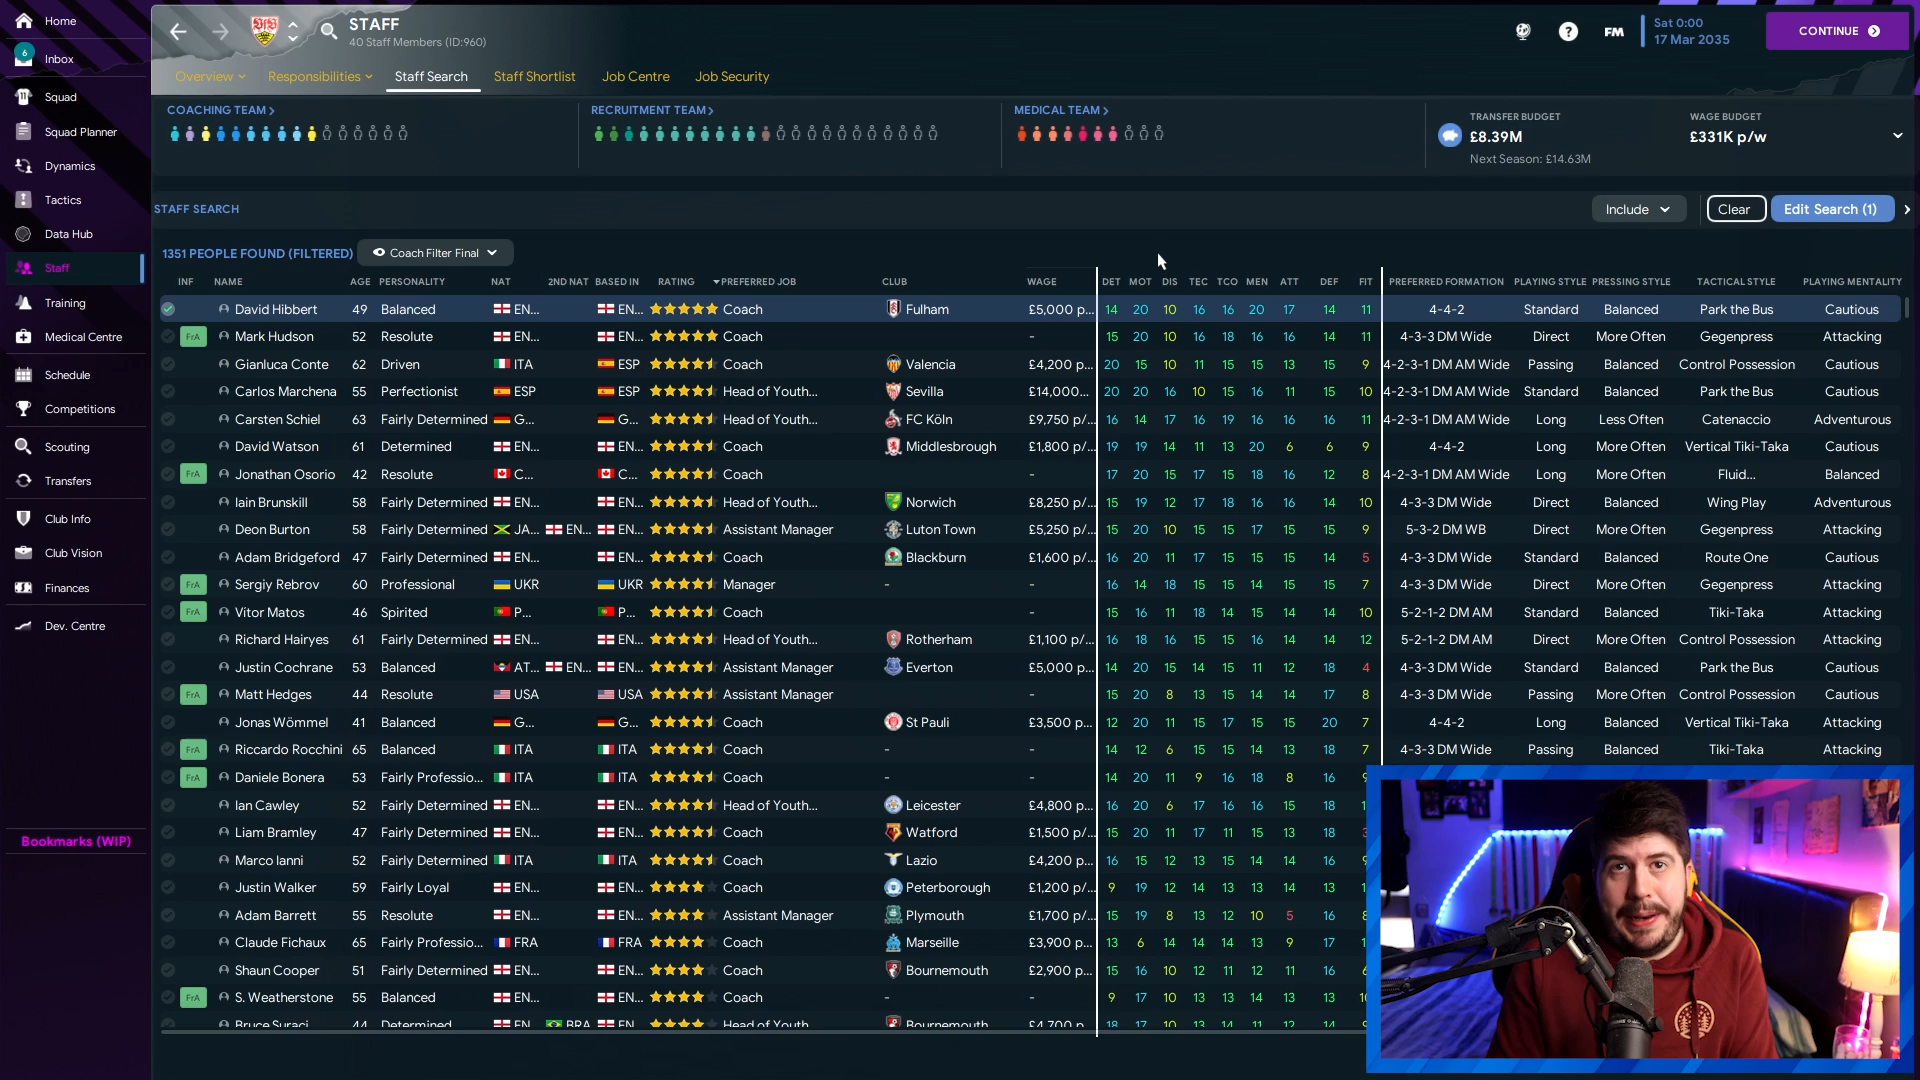 Home
6
Inbox
Squad
Squad Planner
Dynamics
Tactics
Data Hub
Staff
Training
Medical Centre
Schedule
Competitions
Scouting
Transfers
Club Info
Club Vision
Finances
Dev. Centre
Bookmarks (WIP)
STAFF
40 Staff Members (ID:960)
? FM
Sat 0:00
17 Mar 2035
CONTINUE
Overview Responsibilities Staff Search Staff Shortlist Job Centre Job Security
COACHING TEAM
RECRUITMENT TEAM
MEDICAL TEAM
TRANSFER BUDGET
£8.39M
Next Season: £14.63M
WAGE BUDGET
£331K p/w
STAFF SEARCH
Include Clear Edit Search (1)
1351 PEOPLE FOUND (FILTERED) Coach Filter Final
INF NAME AGE PERSONALITY NAT 2ND NAT BASED IN RATING PREFERRED JOB CLUB WAGE DET MOT DIS TEC TCO MEN ATT DEF FIT PREFERRED FORMATION PLAYING STYLE PRESSING STYLE TACTICAL STYLE PLAYING MENTALITY
David Hibbert 49 Balanced EN... EN... Coach Fulham £5,000 p... 14 20 10 16 16 20 17 14 11 4-4-2 Standard Balanced Park the Bus Cautious
FrA Mark Hudson 52 Resolute EN... EN... Coach - 15 20 10 16 18 16 16 14 11 4-3-3 DM Wide Direct More Often Gegenpress Attacking
Gianluca Conte 62 Driven ITA ESP Coach Valencia £4,200 p... 20 15 10 11 15 15 13 15 9 4-2-3-1 DM AM Wide Passing Balanced Control Possession Cautious
Carlos Marchena 55 Perfectionist ESP ESP Head of Youth... Sevilla £14,000... 20 20 16 10 15 16 11 15 10 4-2-3-1 DM AM Wide Standard Balanced Park the Bus Cautious
Carsten Schiel 63 Fairly Determined G... G... Head of Youth... FC Köln £9,750 p/... 16 14 17 16 19 16 16 16 11 4-2-3-1 DM AM Wide Long Less Often Catenaccio Adventurous
David Watson 61 Determined EN... EN... Coach Middlesbrough £1,800 p/... 19 19 14 11 13 20 6 6 9 4-4-2 Long More Often Vertical Tiki-Taka Cautious
FrA Jonathan Osorio 42 Resolute C... C... Coach - 17 20 15 17 15 18 16 12 8 4-2-3-1 DM AM Wide Long More Often Fluid... Balanced
Iain Brunskill 58 Fairly Determined EN... EN... Head of Youth... Norwich £8,250 p/... 15 19 12 17 18 16 16 14 10 4-3-3 DM Wide Direct More Often Wing Play Adventurous
Deon Burton 58 Fairly Determined JA... EN... EN... Assistant Manager Luton Town £5,250 p/... 15 20 10 15 15 17 15 15 9 5-3-2 DM WB Direct More Often Gegenpress Attacking
Adam Bridgeford 47 Fairly Determined EN... EN... Coach Blackburn £1,600 p/... 16 20 11 17 15 15 15 14 5 4-3-3 DM Wide Standard Balanced Route One Cautious
FrA Sergiy Rebrov 60 Professional UKR UKR Manager - - 16 14 18 15 15 14 15 15 7 4-3-3 DM Wide Direct More Often Gegenpress Attacking
FrA Vítor Matos 46 Spirited P... P... Coach - - 15 16 11 18 14 15 14 14 10 5-2-1-2 DM AM Standard Balanced Tiki-Taka Attacking
Richard Hairyes 61 Fairly Determined EN... EN... Head of Youth... Rotherham £1,100 p/... 16 18 16 15 15 16 14 14 12 5-2-1-2 DM AM Direct More Often Control Possession Attacking
Justin Cochrane 53 Balanced AT... EN... EN... Assistant Manager Everton £5,000 p... 14 20 15 14 15 11 12 18 4 4-3-3 DM Wide Standard Balanced Park the Bus Cautious
FrA Matt Hedges 44 Resolute USA USA Assistant Manager - 15 20 8 13 15 14 14 17 8 4-3-3 DM Wide Passing More Often Control Possession Cautious
Jonas Wömmel 41 Balanced G... G... Coach St Pauli £3,500 p... 12 20 11 15 17 15 15 20 7 4-4-2 Long Balanced Vertical Tiki-Taka Attacking
FrA Riccardo Rocchini 65 Balanced ITA ITA Coach - - 14 12 6 15 15 14 13 18 7 4-3-3 DM Wide Passing Balanced Tiki-Taka Attacking
FrA Daniele Bonera 53 Fairly Professio... ITA ITA Coach - - 14 20 11 9 16 18 8 16
Ian Cawley 52 Fairly Determined EN... EN... Head of Youth... Leicester £4,800 p... 16 20 6 17 16 16 15 18
Liam Bramley 47 Fairly Determined EN... EN... Coach Watford £1,500 p/... 15 20 11 17 11 15 13 18
Marco Ianni 52 Fairly Determined ITA ITA Coach Lazio £4,200 p... 16 15 12 13 15 14 14 16
Justin Walker 59 Fairly Loyal EN... EN... Coach Peterborough £1,200 p/... 9 19 12 14 13 13 14 13
Adam Barrett 55 Resolute EN... EN... Assistant Manager Plymouth £1,700 p/... 15 19 8 13 12 10 5 16
Claude Fichaux 65 Fairly Professio... FRA FRA Coach Marseille £3,900 p... 13 6 14 14 14 13 9 17
Shaun Cooper 51 Fairly Determined EN... EN... Coach Bournemouth £2,900 p... 15 16 10 12 11 12 11 16
FrA S. Weatherstone 55 Balanced EN... EN... Coach - - 9 17 10 13 13 14 13 13
Bruce Suraci 44 Determined EN BRA EN Head of Youth Bournemouth £4,700 p 18 17 10 13 14 11 12 14